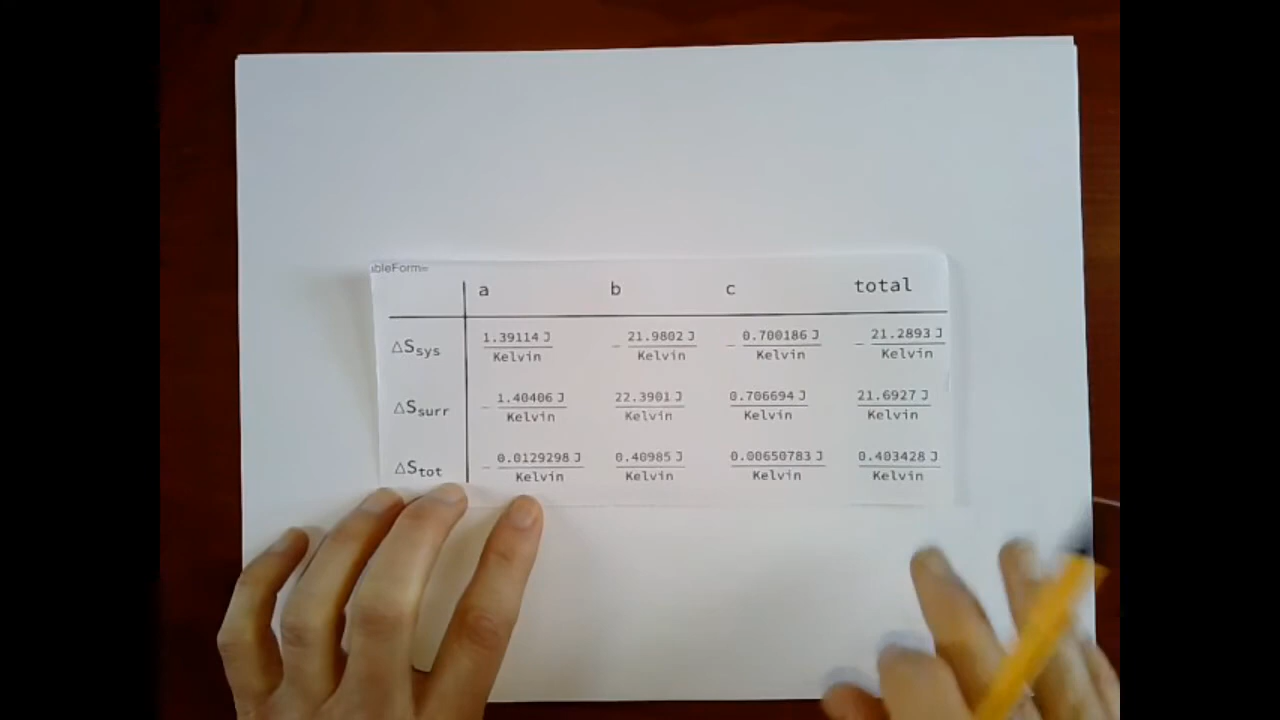 ableForm=
a b c total
ΔSsys 1.39114 J/Kelvin - 21.9802 J/Kelvin - 0.700186 J/Kelvin - 21.2893 J/Kelvin
ΔSsurr - 1.40406 J/Kelvin 22.3901 J/Kelvin 0.706694 J/Kelvin 21.6927 J/Kelvin
ΔStot - 0.0129298 J/Kelvin 0.40985 J/Kelvin 0.00650783 J/Kelvin 0.403428 J/Kelvin